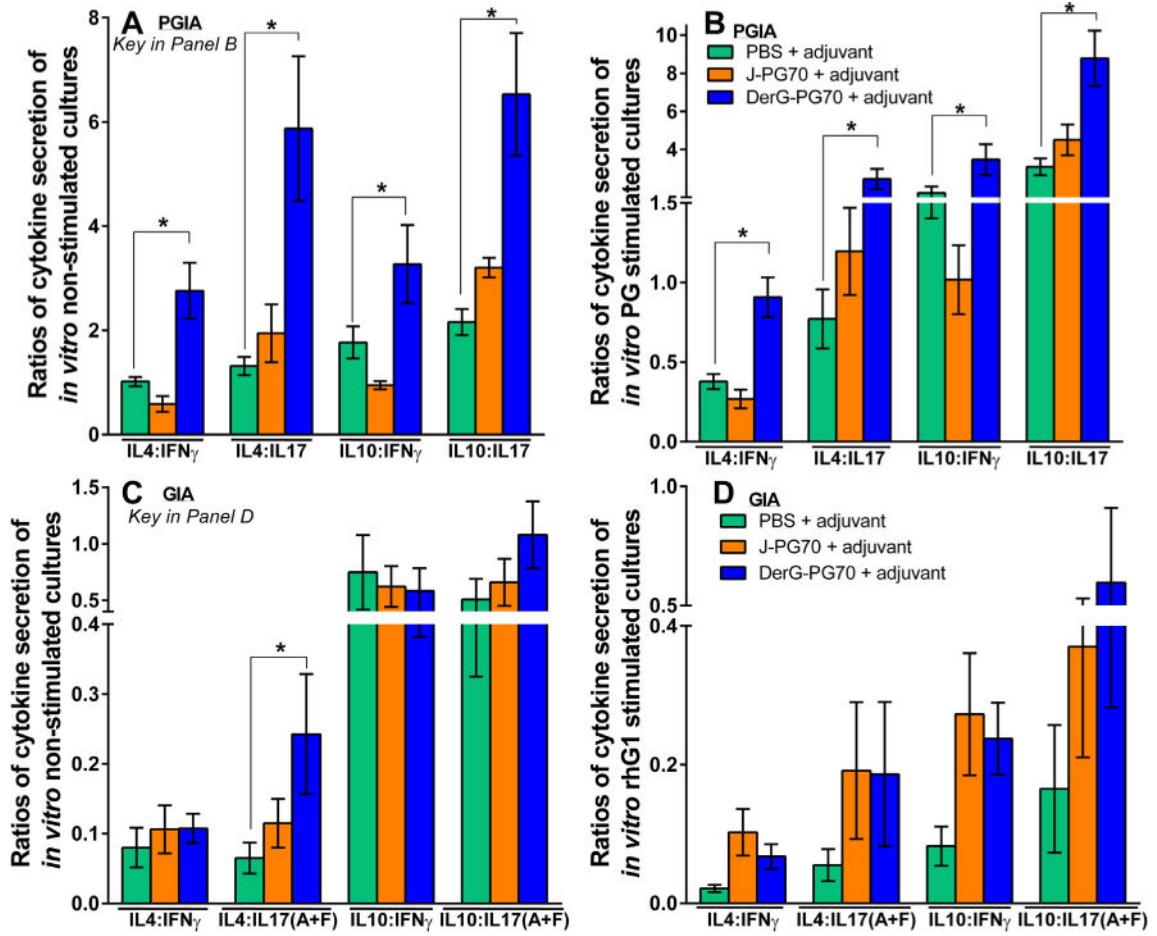 A PGIA
Key in Panel B
Ratios of cytokine secretion of
in vitro non-stimulated cultures
8
6
4
2
0
*
*
*
*
IL4:IFNγ IL4:IL17 IL10:IFNγ IL10:IL17
B PGIA
PBS + adjuvant
J-PG70 + adjuvant
DerG-PG70 + adjuvant
Ratios of cytokine secretion of
in vitro PG stimulated cultures
10
8
6
4
1.5
1.0
0.5
0.0
*
*
*
*
IL4:IFNγ IL4:IL17 IL10:IFNγ IL10:IL17
C GIA
Key in Panel D
Ratios of cytokine secretion of
in vitro non-stimulated cultures
1.5
1.0
0.5
0.4
0.3
0.2
0.1
0.0
*
IL4:IFNγ IL4:IL17(A+F) IL10:IFNγ IL10:IL17(A+F)
D GIA
PBS + adjuvant
J-PG70 + adjuvant
DerG-PG70 + adjuvant
Ratios of cytokine secretion of
in vitro rhG1 stimulated cultures
1.0
0.5
0.4
0.2
0.0
IL4:IFNγ IL4:IL17(A+F) IL10:IFNγ IL10:IL17(A+F)